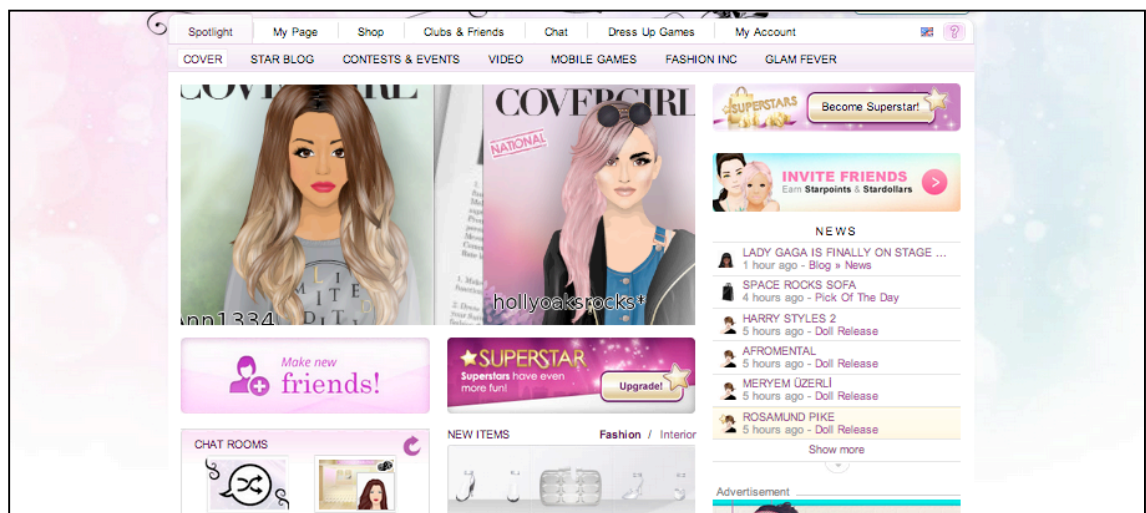 Spotlight My Page Shop Clubs & Friends Chat Dress Up Games My Account ?
COVER STAR BLOG CONTESTS & EVENTS VIDEO MOBILE GAMES FASHION INC GLAM FEVER
COVERGIRL
COVERGIRL
NATIONAL
LIMITED
hollyoaksrocks*
Ann1334
SUPERSTARS
Become Superstar!
INVITE FRIENDS
Earn Starpoints & Stardollars
NEWS
LADY GAGA IS FINALLY ON STAGE ...
1 hour ago - Blog » News
SPACE ROCKS SOFA
4 hours ago - Pick Of The Day
HARRY STYLES 2
5 hours ago - Doll Release
AFROMENTAL
5 hours ago - Doll Release
MERYEM ÜZERLİ
5 hours ago - Doll Release
ROSAMUND PIKE
5 hours ago - Doll Release
Show more
Make new
friends!
SUPERSTAR
Superstars have even
more fun!
Upgrade!
CHAT ROOMS
NEW ITEMS Fashion / Interior
Advertisement